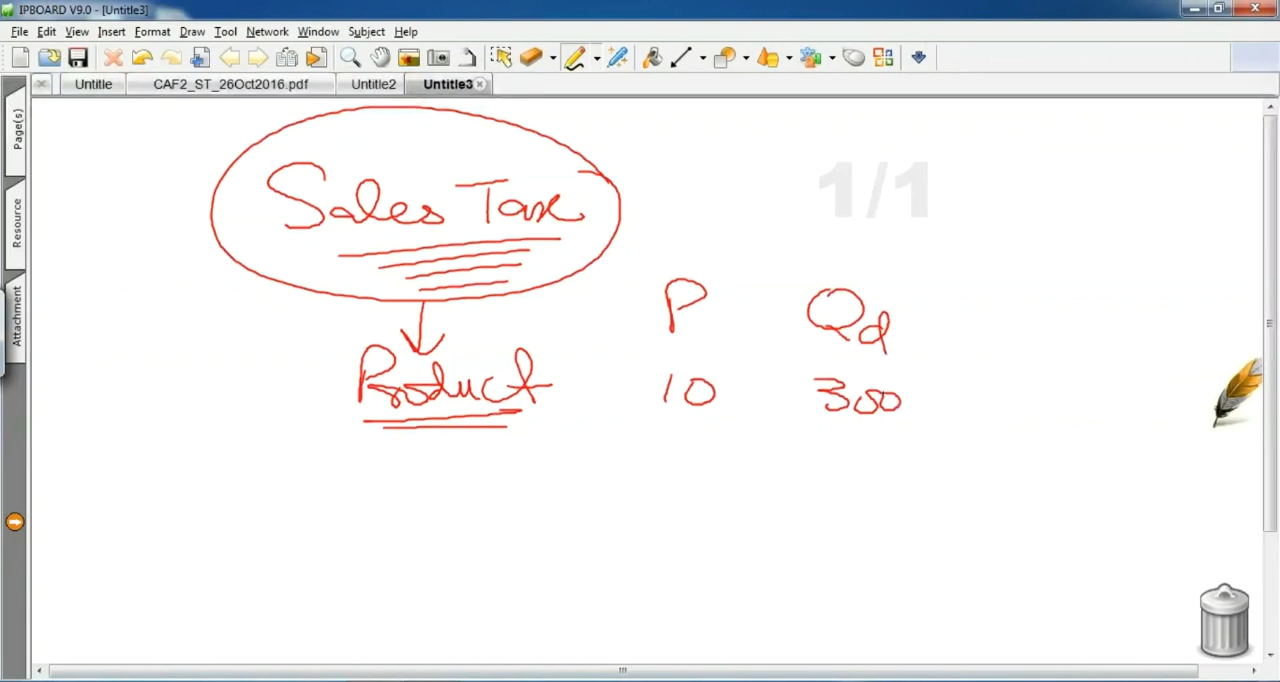 IPBOARD V9.0 - [Untitle3]
File Edit View Insert Format Draw Tool Network Window Subject Help
Untitle CAF2_ST_26Oct2016.pdf Untitle2 Untitle3
Page(s)
Resource
Attachment
1/1
Sales Tax
P Qd
Product 10 300